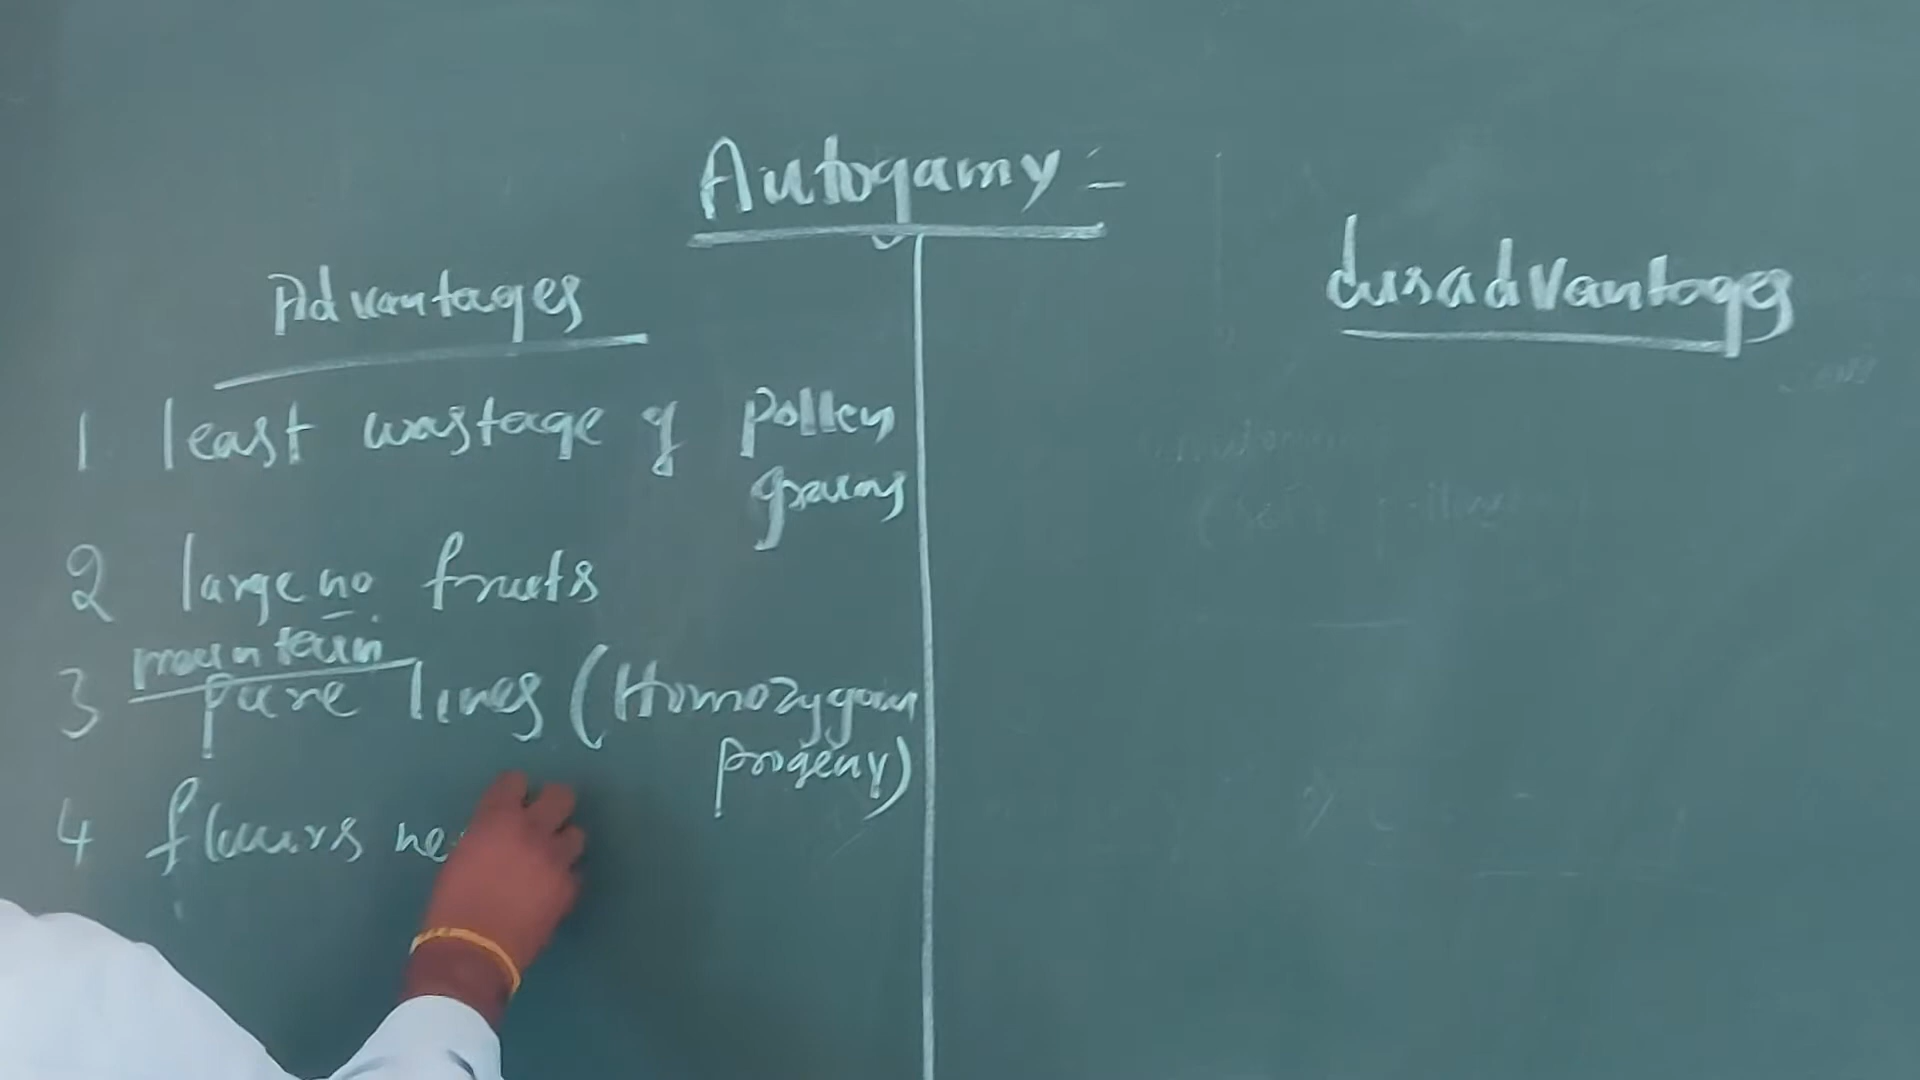 Autogamy =
Advantages
disadvantages
1. least wastage of pollen
grains
2 large no fruits
maintain
3 pure lines (Homozygous
progeny)
4 flowers ne